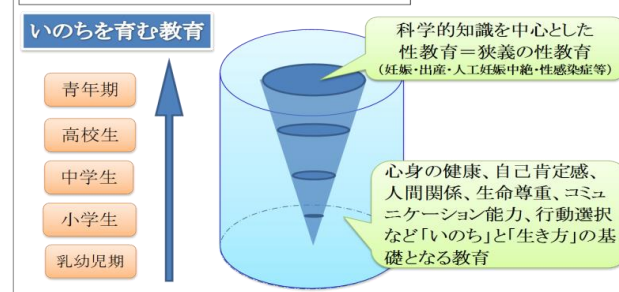 いのちを育む教育
青年期
高校生
中学生
小学生
乳幼児期
科学的知識を中心とした
性教育＝狭義の性教育
（妊娠・出産・人工妊娠中絶・性感染症等）
心身の健康、自己肯定感、
人間関係、生命尊重、コミュ
ニケーション能力、行動選択
など「いのち」と「生き方」の基
礎となる教育